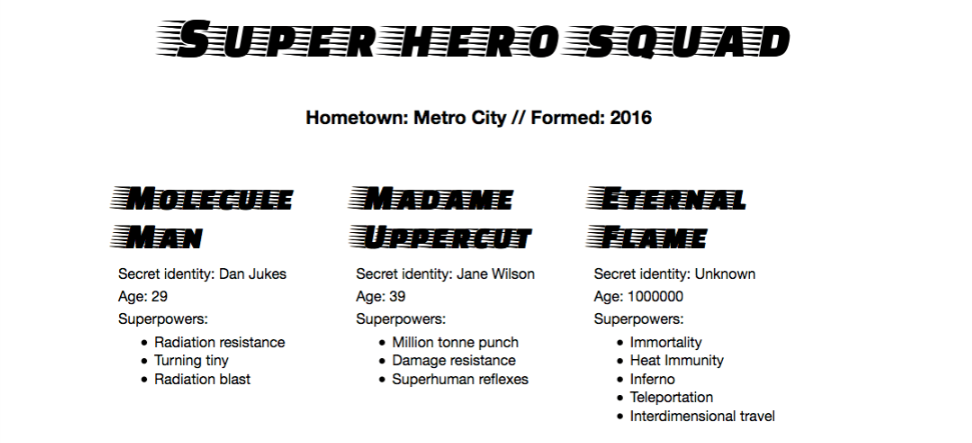 Super hero squad
Hometown: Metro City // Formed: 2016
Molecule
Man
Secret identity: Dan Jukes
Age: 29
Superpowers:
• Radiation resistance
• Turning tiny
• Radiation blast
Madame
Uppercut
Secret identity: Jane Wilson
Age: 39
Superpowers:
• Million tonne punch
• Damage resistance
• Superhuman reflexes
Eternal
Flame
Secret identity: Unknown
Age: 1000000
Superpowers:
• Immortality
• Heat Immunity
• Inferno
• Teleportation
• Interdimensional travel